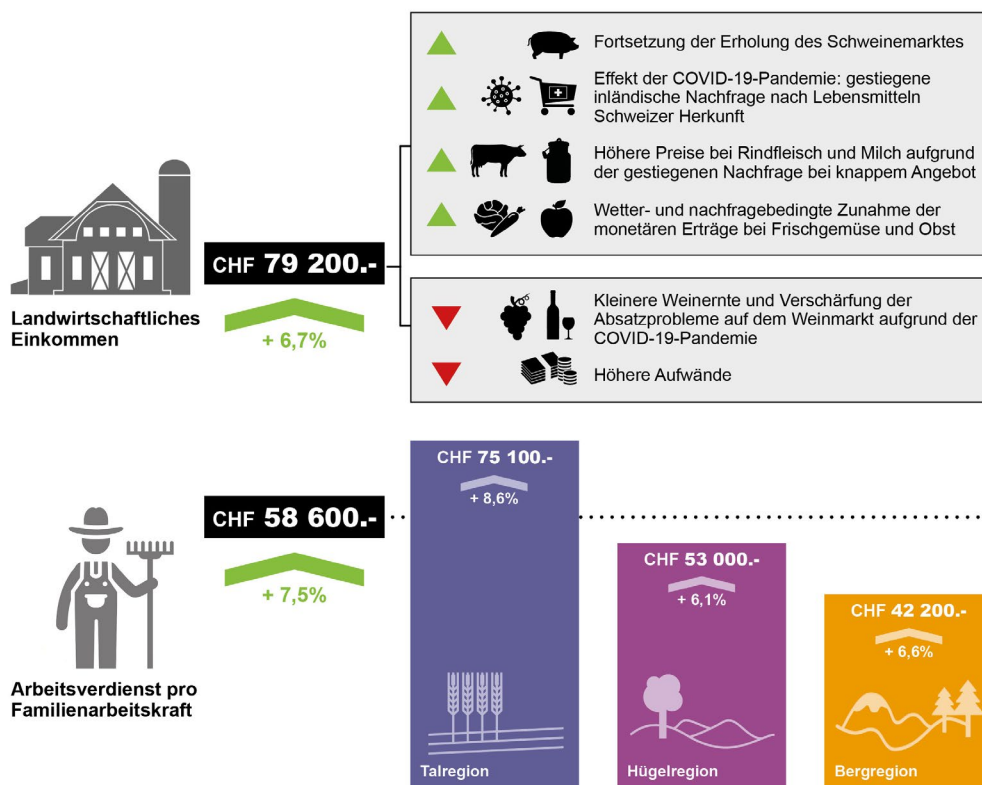 Fortsetzung der Erholung des Schweinemarktes
Effekt der COVID-19-Pandemie: gestiegene
inländische Nachfrage nach Lebensmitteln
Schweizer Herkunft
Höhere Preise bei Rindfleisch und Milch aufgrund
der gestiegenen Nachfrage bei knappem Angebot
Wetter- und nachfragebedingte Zunahme der
monetären Erträge bei Frischgemüse und Obst
CHF 79 200.-
+ 6,7%
Landwirtschaftliches
Einkommen
Kleinere Weinernte und Verschärfung der
Absatzprobleme auf dem Weinmarkt aufgrund der
COVID-19-Pandemie
Höhere Aufwände
CHF 58 600.-
+ 7,5%
Arbeitsverdienst pro
Familienarbeitskraft
CHF 75 100.-
+ 8,6%
Talregion
CHF 53 000.-
+ 6,1%
Hügelregion
CHF 42 200.-
+ 6,6%
Bergregion